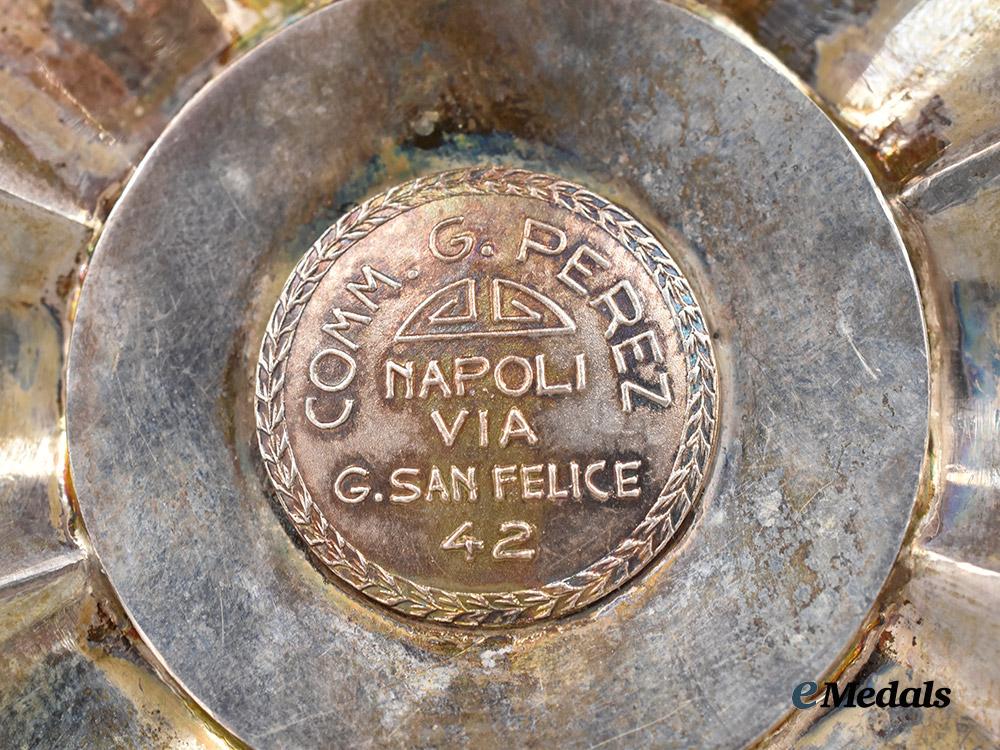 COMM. G. PEREZ
NAPOLI
VIA
G. SAN FELICE
42
eMedals